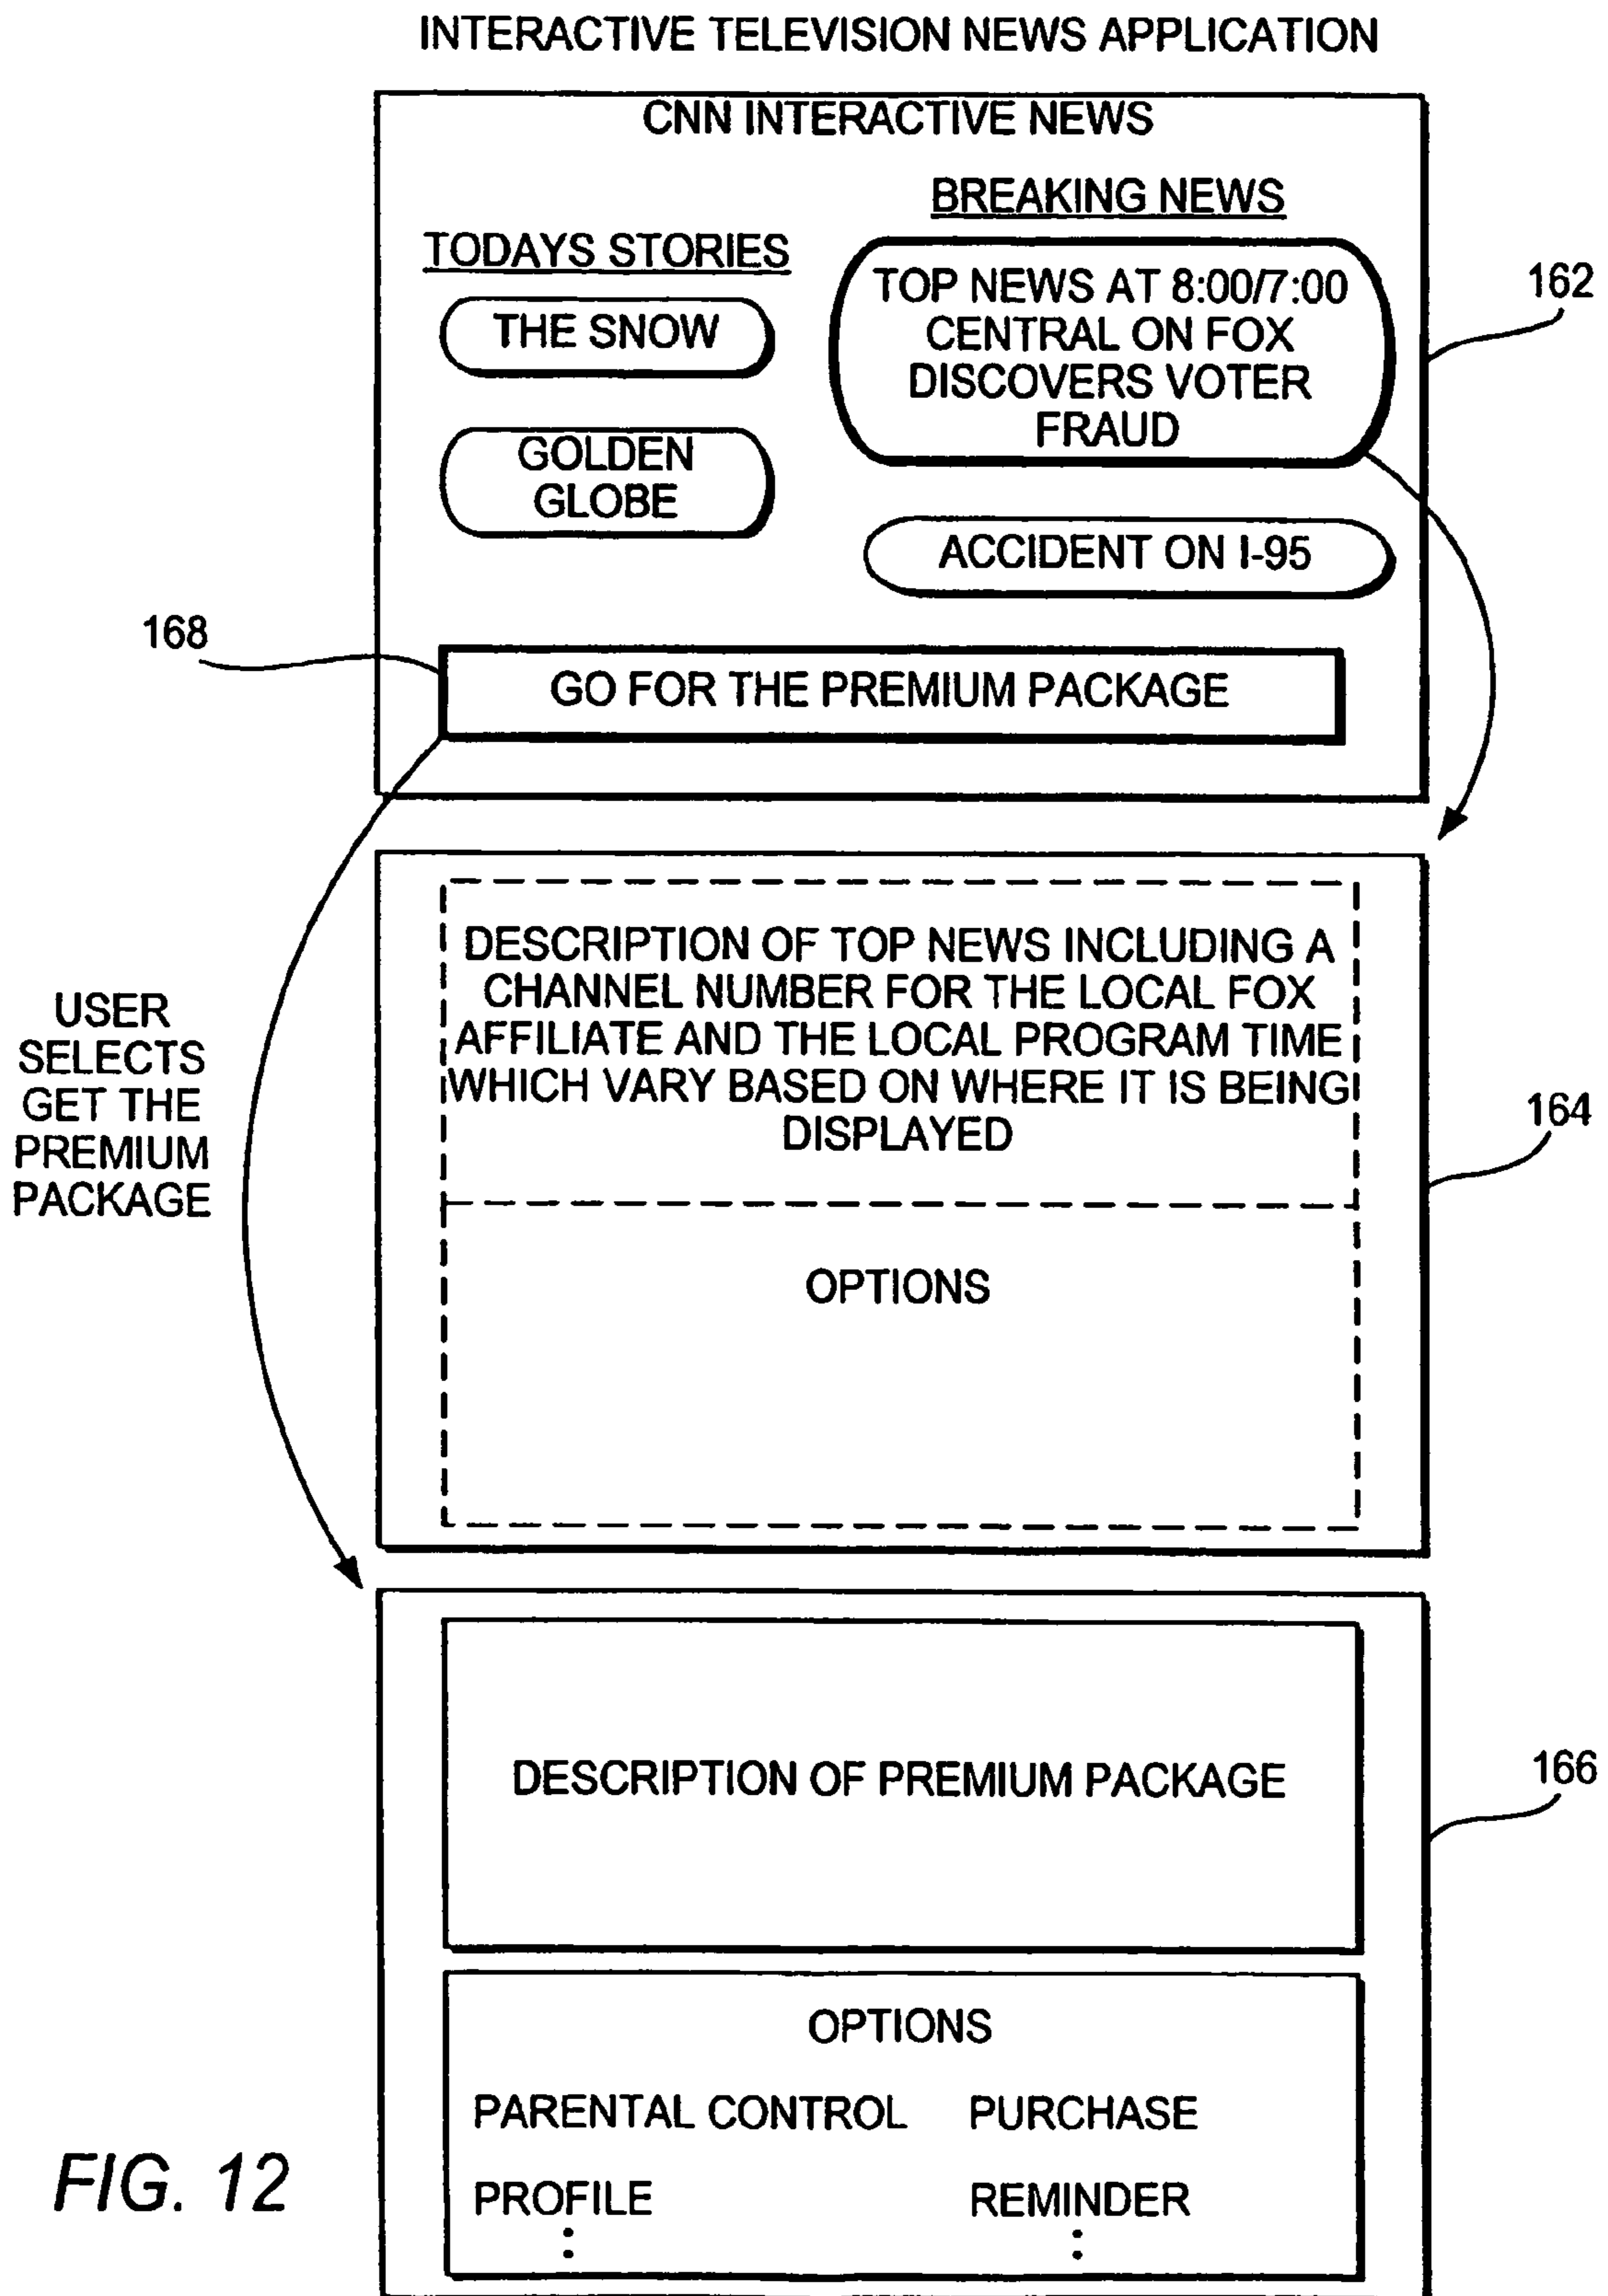 INTERACTIVE TELEVISION NEWS APPLICATION
CNN INTERACTIVE NEWS
TODAYS STORIES
THE SNOW
GOLDEN
GLOBE
BREAKING NEWS
TOP NEWS AT 8:00/7:00
CENTRAL ON FOX
DISCOVERS VOTER
FRAUD
ACCIDENT ON I-95
162
168
GO FOR THE PREMIUM PACKAGE
USER
SELECTS
GET THE
PREMIUM
PACKAGE
DESCRIPTION OF TOP NEWS INCLUDING A
CHANNEL NUMBER FOR THE LOCAL FOX
AFFILIATE AND THE LOCAL PROGRAM TIME
WHICH VARY BASED ON WHERE IT IS BEING
DISPLAYED
OPTIONS
164
DESCRIPTION OF PREMIUM PACKAGE
166
OPTIONS
PARENTAL CONTROL PURCHASE
PROFILE REMINDER
FIG. 12